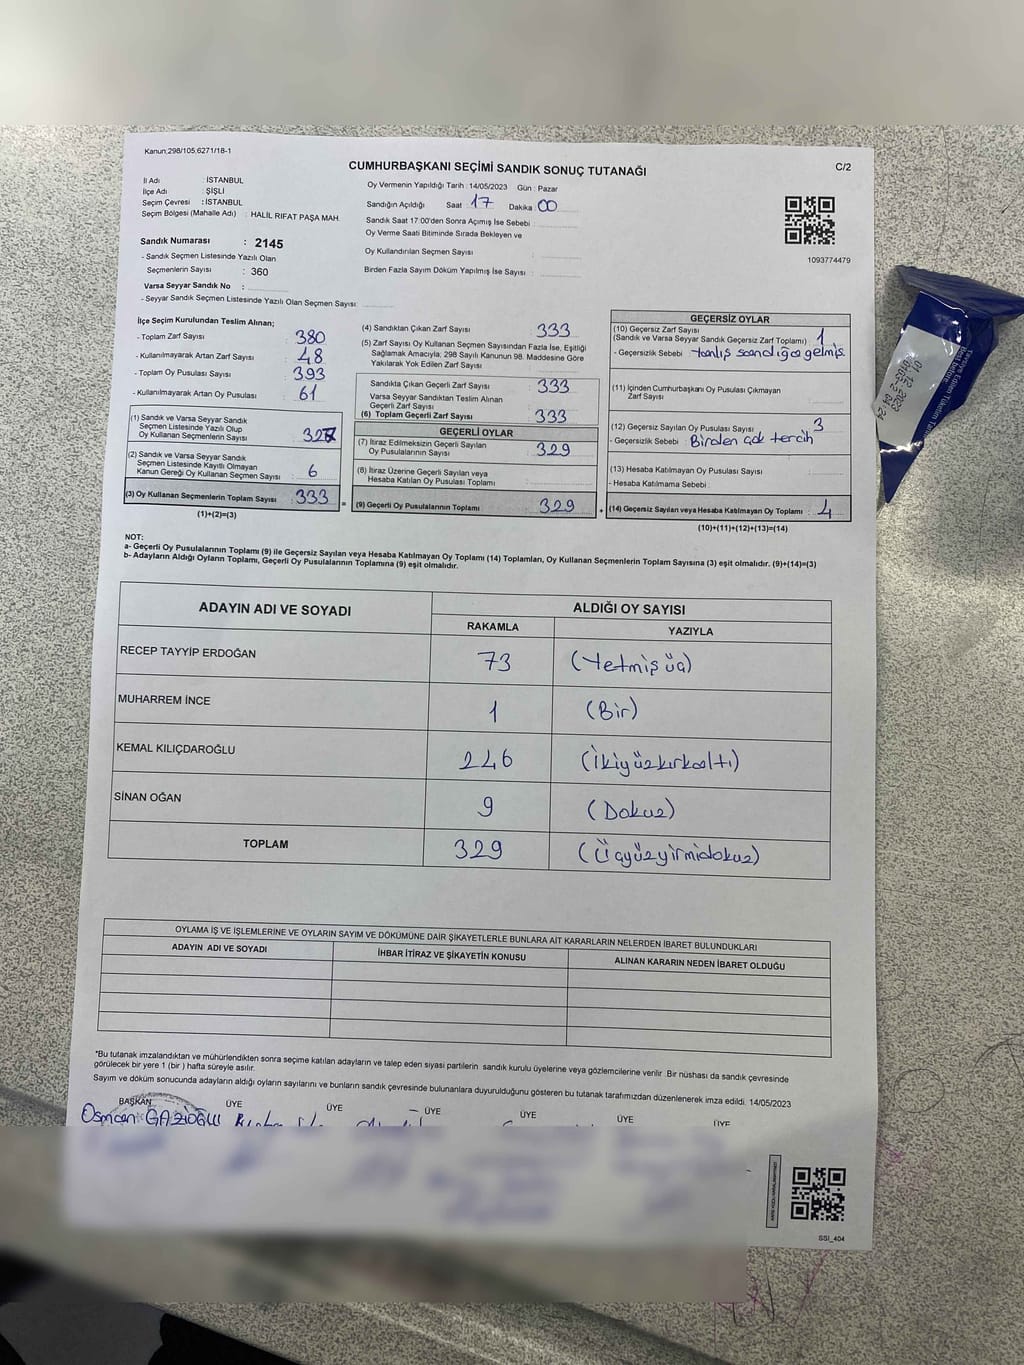 Kanun:298/105,6271/18-1
CUMHURBAŞKANI SEÇİMİ SANDIK SONUÇ TUTANAĞI
C/2
İl Adı : İSTANBUL
İlçe Adı : ŞİŞLİ
Seçim Çevresi : İSTANBUL
Seçim Bölgesi (Mahalle Adı) : HALİL RIFAT PAŞA MAH.
Sandık Numarası : 2145
- Sandık Seçmen Listesinde Yazılı Olan
Seçmenlerin Sayısı : 360
Varsa Seyyar Sandık No :
- Seyyar Sandık Seçmen Listesinde Yazılı Olan Seçmen Sayısı:
Oy Vermenin Yapıldığı Tarih : 14/05/2023 Gün : Pazar
Sandığın Açıldığı Saat 17 Dakika 00
Sandık Saat 17:00'den Sonra Açımış İse Sebebi :
Oy Verme Saati Bitiminde Sırada Bekleyen ve
Oy Kullandırılan Seçmen Sayısı :
Birden Fazla Sayım Döküm Yapılmış İse Sayısı :
1093774479
İlçe Seçim Kurulundan Teslim Alınan;
- Toplam Zarf Sayısı : 380
- Kullanılmayarak Artan Zarf Sayısı : 48
- Toplam Oy Pusulası Sayısı : 393
- Kullanılmayarak Artan Oy Pusulası : 61
(1) Sandık ve Varsa Seyyar Sandık
Seçmen Listesinde Yazılı Olup
Oy Kullanan Seçmenlerin Sayısı : 327
(2) Sandık ve Varsa Seyyar Sandık
Seçmen Listesinde Kayıtlı Olmayan
Kanun Gereği Oy Kullanan Seçmen Sayısı : 6
(3) Oy Kullanan Seçmenlerin Toplam Sayısı : 333
(1)+(2)=(3)
(4) Sandıktan Çıkan Zarf Sayısı : 333
(5) Zarf Sayısı Oy Kullanan Seçmen Sayısından Fazla İse, Eşitliği
Sağlamak Amacıyla; 298 Sayılı Kanunun 98. Maddesine Göre
Yakılarak Yok Edilen Zarf Sayısı :
Sandıkta Çıkan Geçerli Zarf Sayısı : 333
Varsa Seyyar Sandıktan Teslim Alınan
Geçerli Zarf Sayısı :
(6) Toplam Geçerli Zarf Sayısı : 333
GEÇERLİ OYLAR
(7) İtiraz Edilmeksizin Geçerli Sayılan
Oy Pusulalarının Sayısı : 329
(8) İtiraz Üzerine Geçerli Sayılan veya
Hesaba Katılan Oy Pusulası Toplamı :
= (9) Geçerli Oy Pusulalarının Toplamı : 329
GEÇERSİZ OYLAR
(10) Geçersiz Zarf Sayısı
(Sandık ve Varsa Seyyar Sandık Geçersiz Zarf Toplamı) : 1
- Geçersizlik Sebebi : Yanlış sandığa gelmiş
(11) İçinden Cumhurbaşkanı Oy Pusulası Çıkmayan
Zarf Sayısı :
(12) Geçersiz Sayılan Oy Pusulası Sayısı : 3
- Geçersizlik Sebebi : Birden çok tercih
(13) Hesaba Katılmayan Oy Pusulası Sayısı :
- Hesaba Katılmama Sebebi :
+ (14) Geçersiz Sayılan veya Hesaba Katılmayan Oy Toplamı : 4
(10)+(11)+(12)+(13)=(14)
NOT:
a- Geçerli Oy Pusulalarının Toplamı (9) ile Geçersiz Sayılan veya Hesaba Katılmayan Oy Toplamı (14) Toplamları, Oy Kullanan Seçmenlerin Toplam Sayısına (3) eşit olmalıdır. (9)+(14)=(3)
b- Adayların Aldığı Oyların Toplamı, Geçerli Oy Pusulalarının Toplamına (9) eşit olmalıdır.
ADAYIN ADI VE SOYADI
ALDIĞI OY SAYISI
RAKAMLA YAZIYLA
RECEP TAYYİP ERDOĞAN 73 (Yetmiş üç)
MUHARREM İNCE 1 (Bir)
KEMAL KILIÇDAROĞLU 246 (İkiyüzkırkaltı)
SİNAN OĞAN 9 (Dokuz)
TOPLAM 329 (Üçyüzyirmidokuz)
OYLAMA İŞ VE İŞLEMLERİNE VE OYLARIN SAYIM VE DÖKÜMÜNE DAİR ŞİKAYETLERLE BUNLARA AİT KARARLARIN NELERDEN İBARET BULUNDUKLARI
ADAYIN ADI VE SOYADI İHBAR İTİRAZ VE ŞİKAYETİN KONUSU ALINAN KARARIN NEDEN İBARET OLDUĞU
*Bu tutanak imzalandıktan ve mühürlendikten sonra seçime katılan adayların ve talep eden siyasi partilerin sandık kurulu üyelerine veya gözlemcilerine verilir. Bir nüshası da sandık çevresinde
görülecek bir yere 1 (bir ) hafta süreyle asılır.
Sayım ve döküm sonucunda adayların aldığı oyların sayılarını ve bunların sandık çevresinde bulunanlara duyurulduğunu gösteren bu tutanak tarafımızdan düzenlenerek imza edildi. 14/05/2023
BAŞKAN ÜYE ÜYE ÜYE ÜYE ÜYE ÜYE
Osman GAZİOĞLU
SSI_404